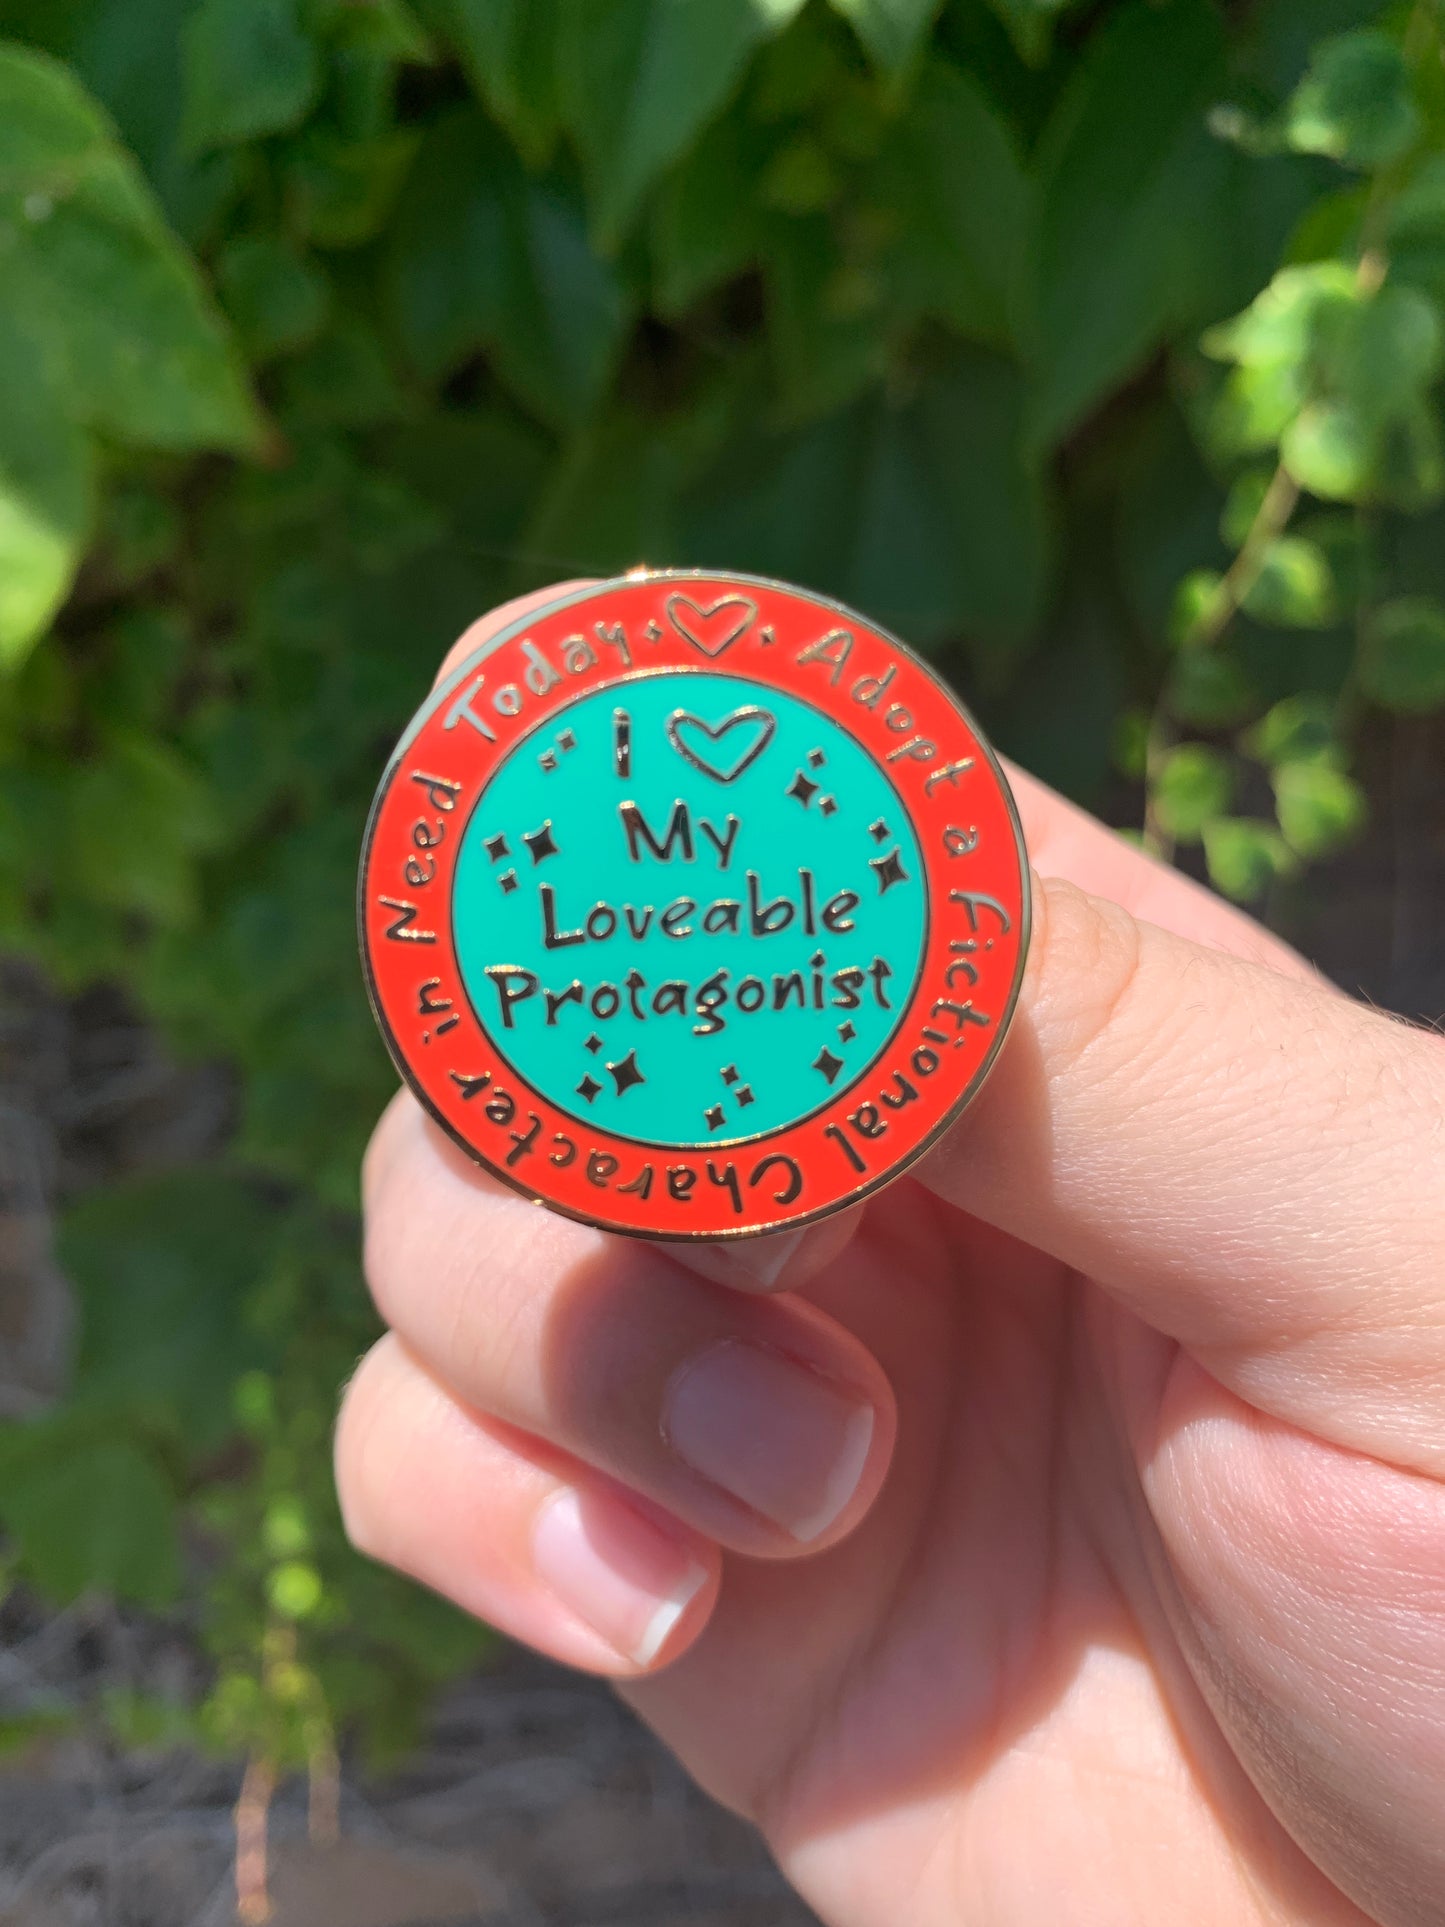 Adopt a Fictional Character in Need Today
I ♡
My
Loveable
Protagonist